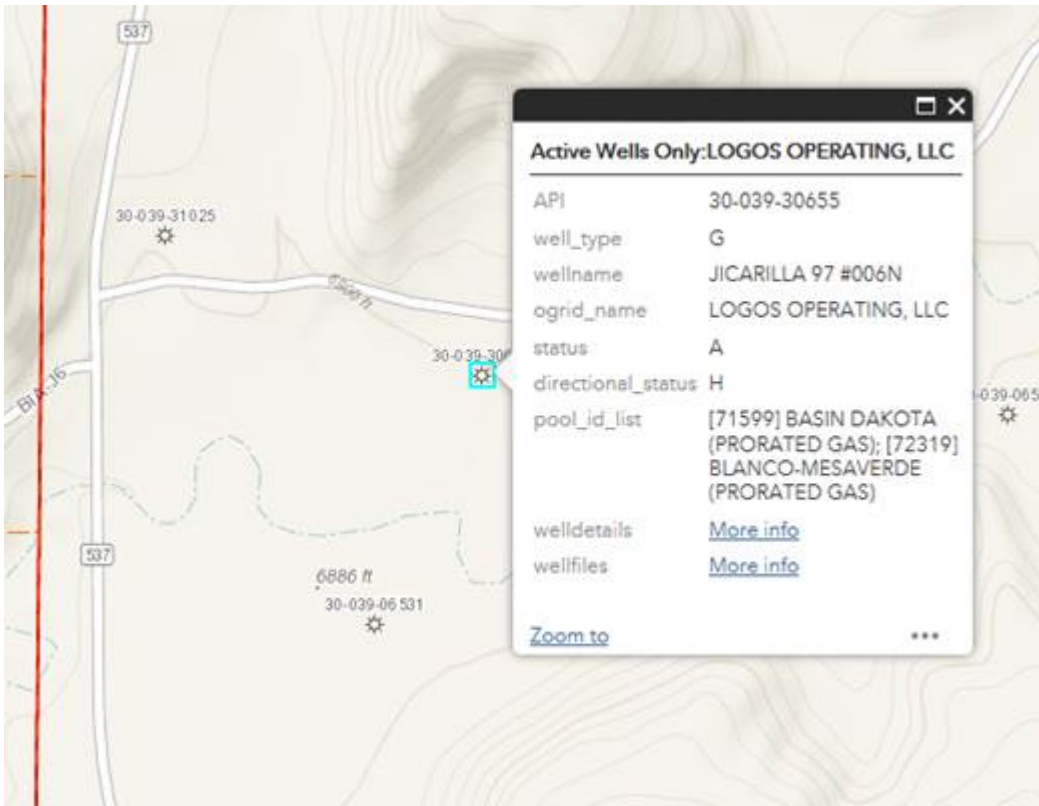 537
Active Wells Only:LOGOS OPERATING, LLC
API 30-039-30655
well_type G
wellname JICARILLA 97 #006N
ogrid_name LOGOS OPERATING, LLC
status A
directional_status H
pool_id_list [71599] BASIN DAKOTA
(PRORATED GAS); [72319]
BLANCO-MESAVERDE
(PRORATED GAS)
welldetails More info
wellfiles More info
Zoom to
30-039-31025
30-039-30
BIA-J6
-039-065
537
6886 ft
30-039-06531